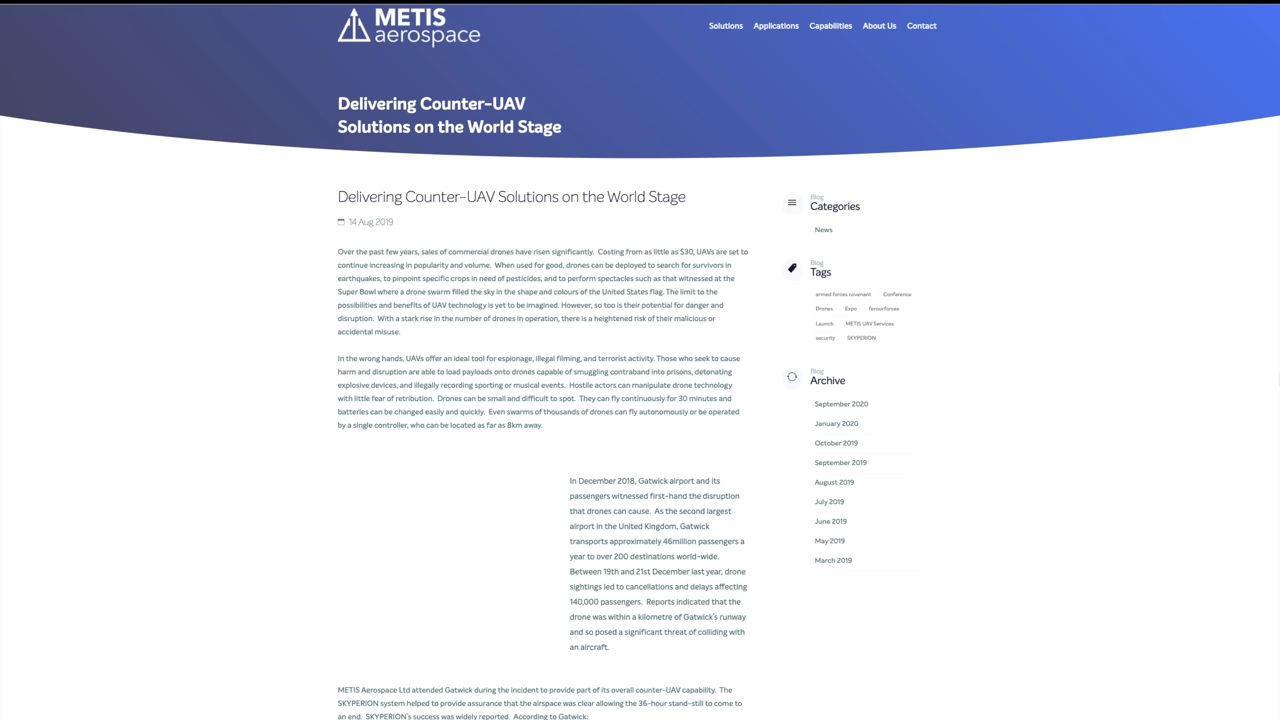 METIS
aerospace
Solutions
Applications
Capabilities
About Us
Contact
Delivering Counter-UAV
Solutions on the World Stage
Delivering Counter-UAV Solutions on the World Stage
14 Aug 2019
Over the past few years, sales of commercial drones have risen significantly. Costing from as little as $30, UAVs are set to
continue increasing in popularity and volume. When used for good, drones can be deployed to search for survivors in
earthquakes, to pinpoint specific crops in need of pesticides, and to perform spectacles such as that witnessed at the
Super Bowl where a drone swarm filled the sky in the shape and colours of the United States flag. The limit to the
possibilities and benefits of UAV technology is yet to be imagined. However, so too is their potential for danger and
disruption. With a stark rise in the number of drones in operation, there is a heightened risk of their malicious or
accidental misuse.
In the wrong hands, UAVs offer an ideal tool for espionage, illegal filming, and terrorist activity. Those who seek to cause
harm and disruption are able to load payloads onto drones capable of smuggling contraband into prisons, detonating
explosive devices, and illegally recording sporting or musical events. Hostile actors can manipulate drone technology
with little fear of retribution. Drones can be small and difficult to spot. They can fly continuously for 30 minutes and
batteries can be changed easily and quickly. Even swarms of thousands of drones can fly autonomously or be operated
by a single controller, who can be located as far as 8km away.
In December 2018, Gatwick airport and its
passengers witnessed first-hand the disruption
that drones can cause. As the second largest
airport in the United Kingdom, Gatwick
transports approximately 46million passengers a
year to over 200 destinations world-wide.
Between 19th and 21st December last year, drone
sightings led to cancellations and delays affecting
140,000 passengers. Reports indicated that the
drone was within a kilometre of Gatwick's runway
and so posed a significant threat of colliding with
an aircraft.
METIS Aerospace Ltd attended Gatwick during the incident to provide part of its overall counter-UAV capability. The
SKYPERION system helped to provide assurance that the airspace was clear allowing the 36-hour stand-still to come to
an end. SKYPERION's success was widely reported. According to Gatwick:
Blog
Categories
News
Blog
Tags
armed forces covenant Conference
Drones Expo forourforces
Launch METIS UAV Services
security SKYPERION
Blog
Archive
September 2020
January 2020
October 2019
September 2019
August 2019
July 2019
June 2019
May 2019
March 2019